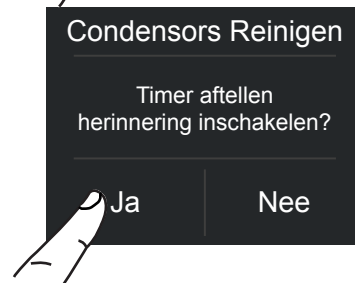 Condensors Reinigen
Timer aftellen
herinnering inschakelen?
Ja
Nee